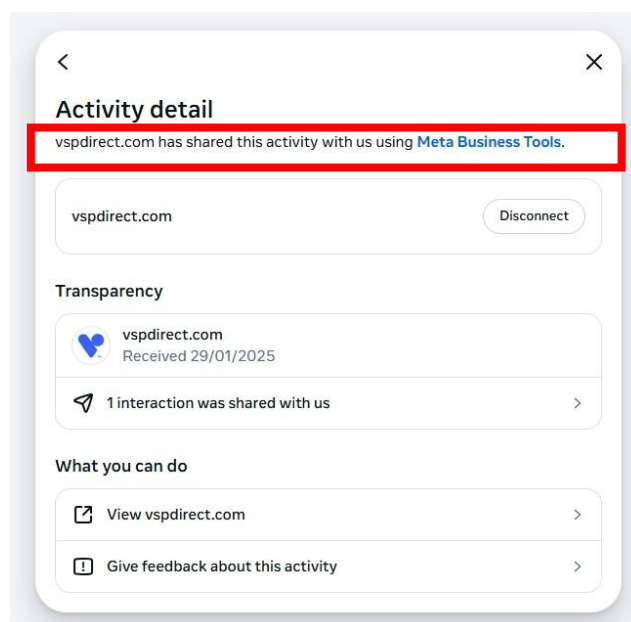 Activity detail
vspdirect.com has shared this activity with us using Meta Business Tools.
vspdirect.com
Disconnect
Transparency
vspdirect.com
Received 29/01/2025
1 interaction was shared with us
What you can do
View vspdirect.com
Give feedback about this activity